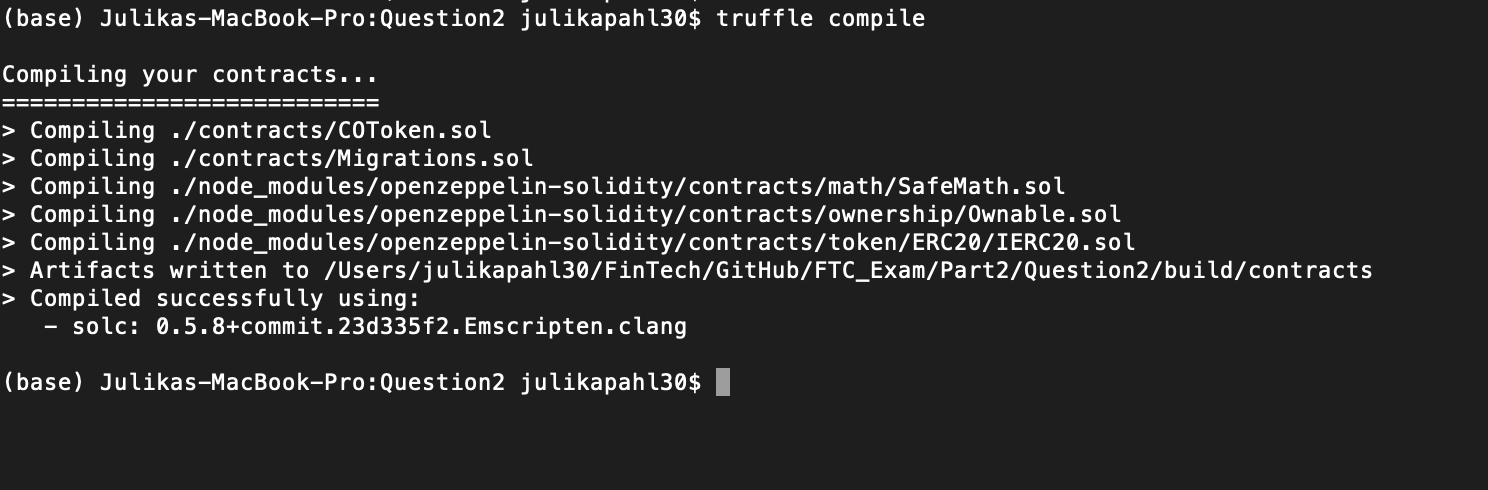 (base) Julikas-MacBook-Pro:Question2 julikapahl30$ truffle compile
Compiling your contracts...
===========================
> Compiling ./contracts/COToken.sol
> Compiling ./contracts/Migrations.sol
> Compiling ./node_modules/openzeppelin-solidity/contracts/math/SafeMath.sol
> Compiling ./node_modules/openzeppelin-solidity/contracts/ownership/Ownable.sol
> Compiling ./node_modules/openzeppelin-solidity/contracts/token/ERC20/IERC20.sol
> Artifacts written to /Users/julikapahl30/FinTech/GitHub/FTC_Exam/Part2/Question2/build/contracts
> Compiled successfully using:
   - solc: 0.5.8+commit.23d335f2.Emscripten.clang
(base) Julikas-MacBook-Pro:Question2 julikapahl30$